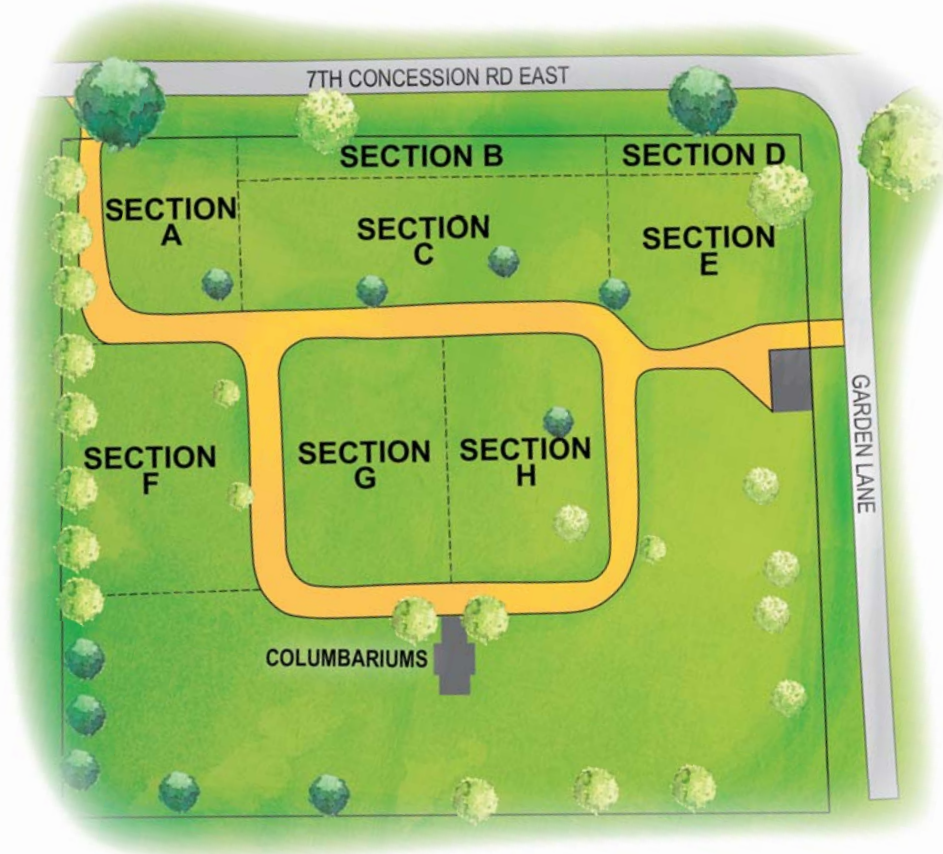 7TH CONCESSION RD EAST
SECTION B
SECTION D
SECTION
A
SECTION
C
SECTION
E
GARDEN LANE
SECTION
F
SECTION
G
SECTION
H
COLUMBARIUMS